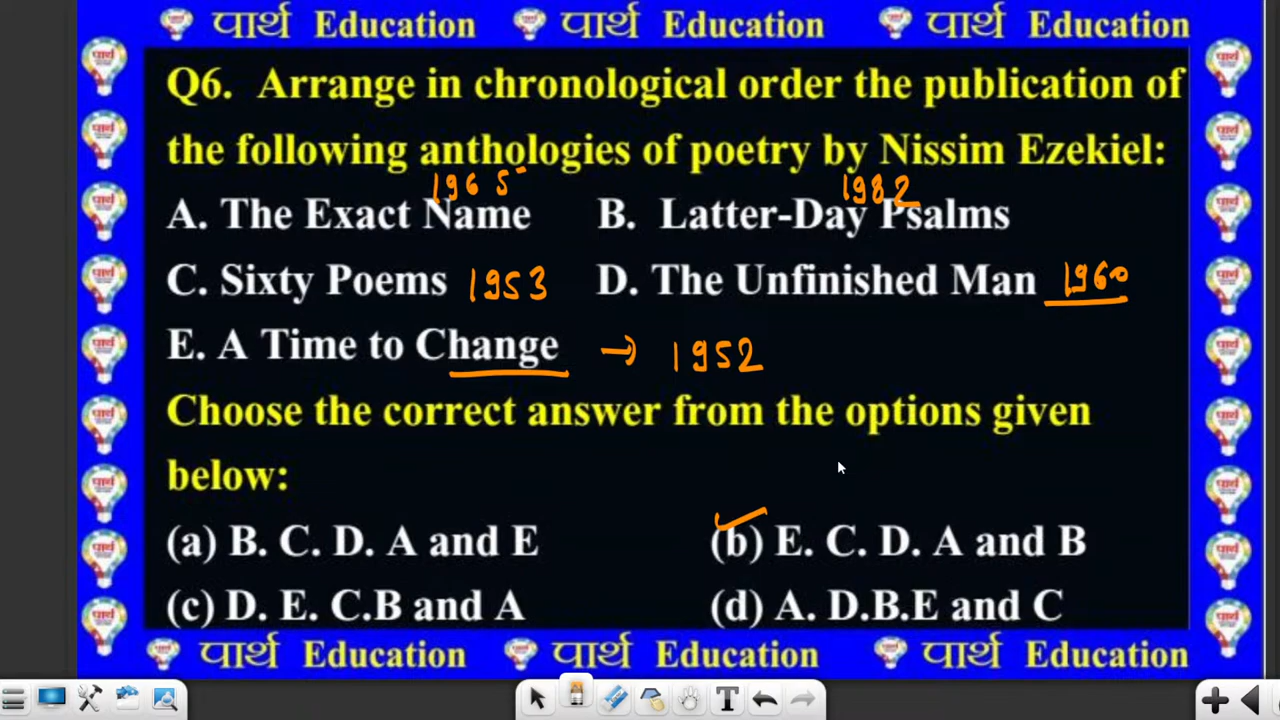 पार्थ Education पार्थ Education पार्थ Education
Q6. Arrange in chronological order the publication of
the following anthologies of poetry by Nissim Ezekiel:
1965 1982
A. The Exact Name B. Latter-Day Psalms
C. Sixty Poems 1953 D. The Unfinished Man 1960
E. A Time to Change → 1952
Choose the correct answer from the options given
below:
(a) B. C. D. A and E (b) E. C. D. A and B
(c) D. E. C.B and A (d) A. D.B.E and C
पार्थ Education पार्थ Education पार्थ Education